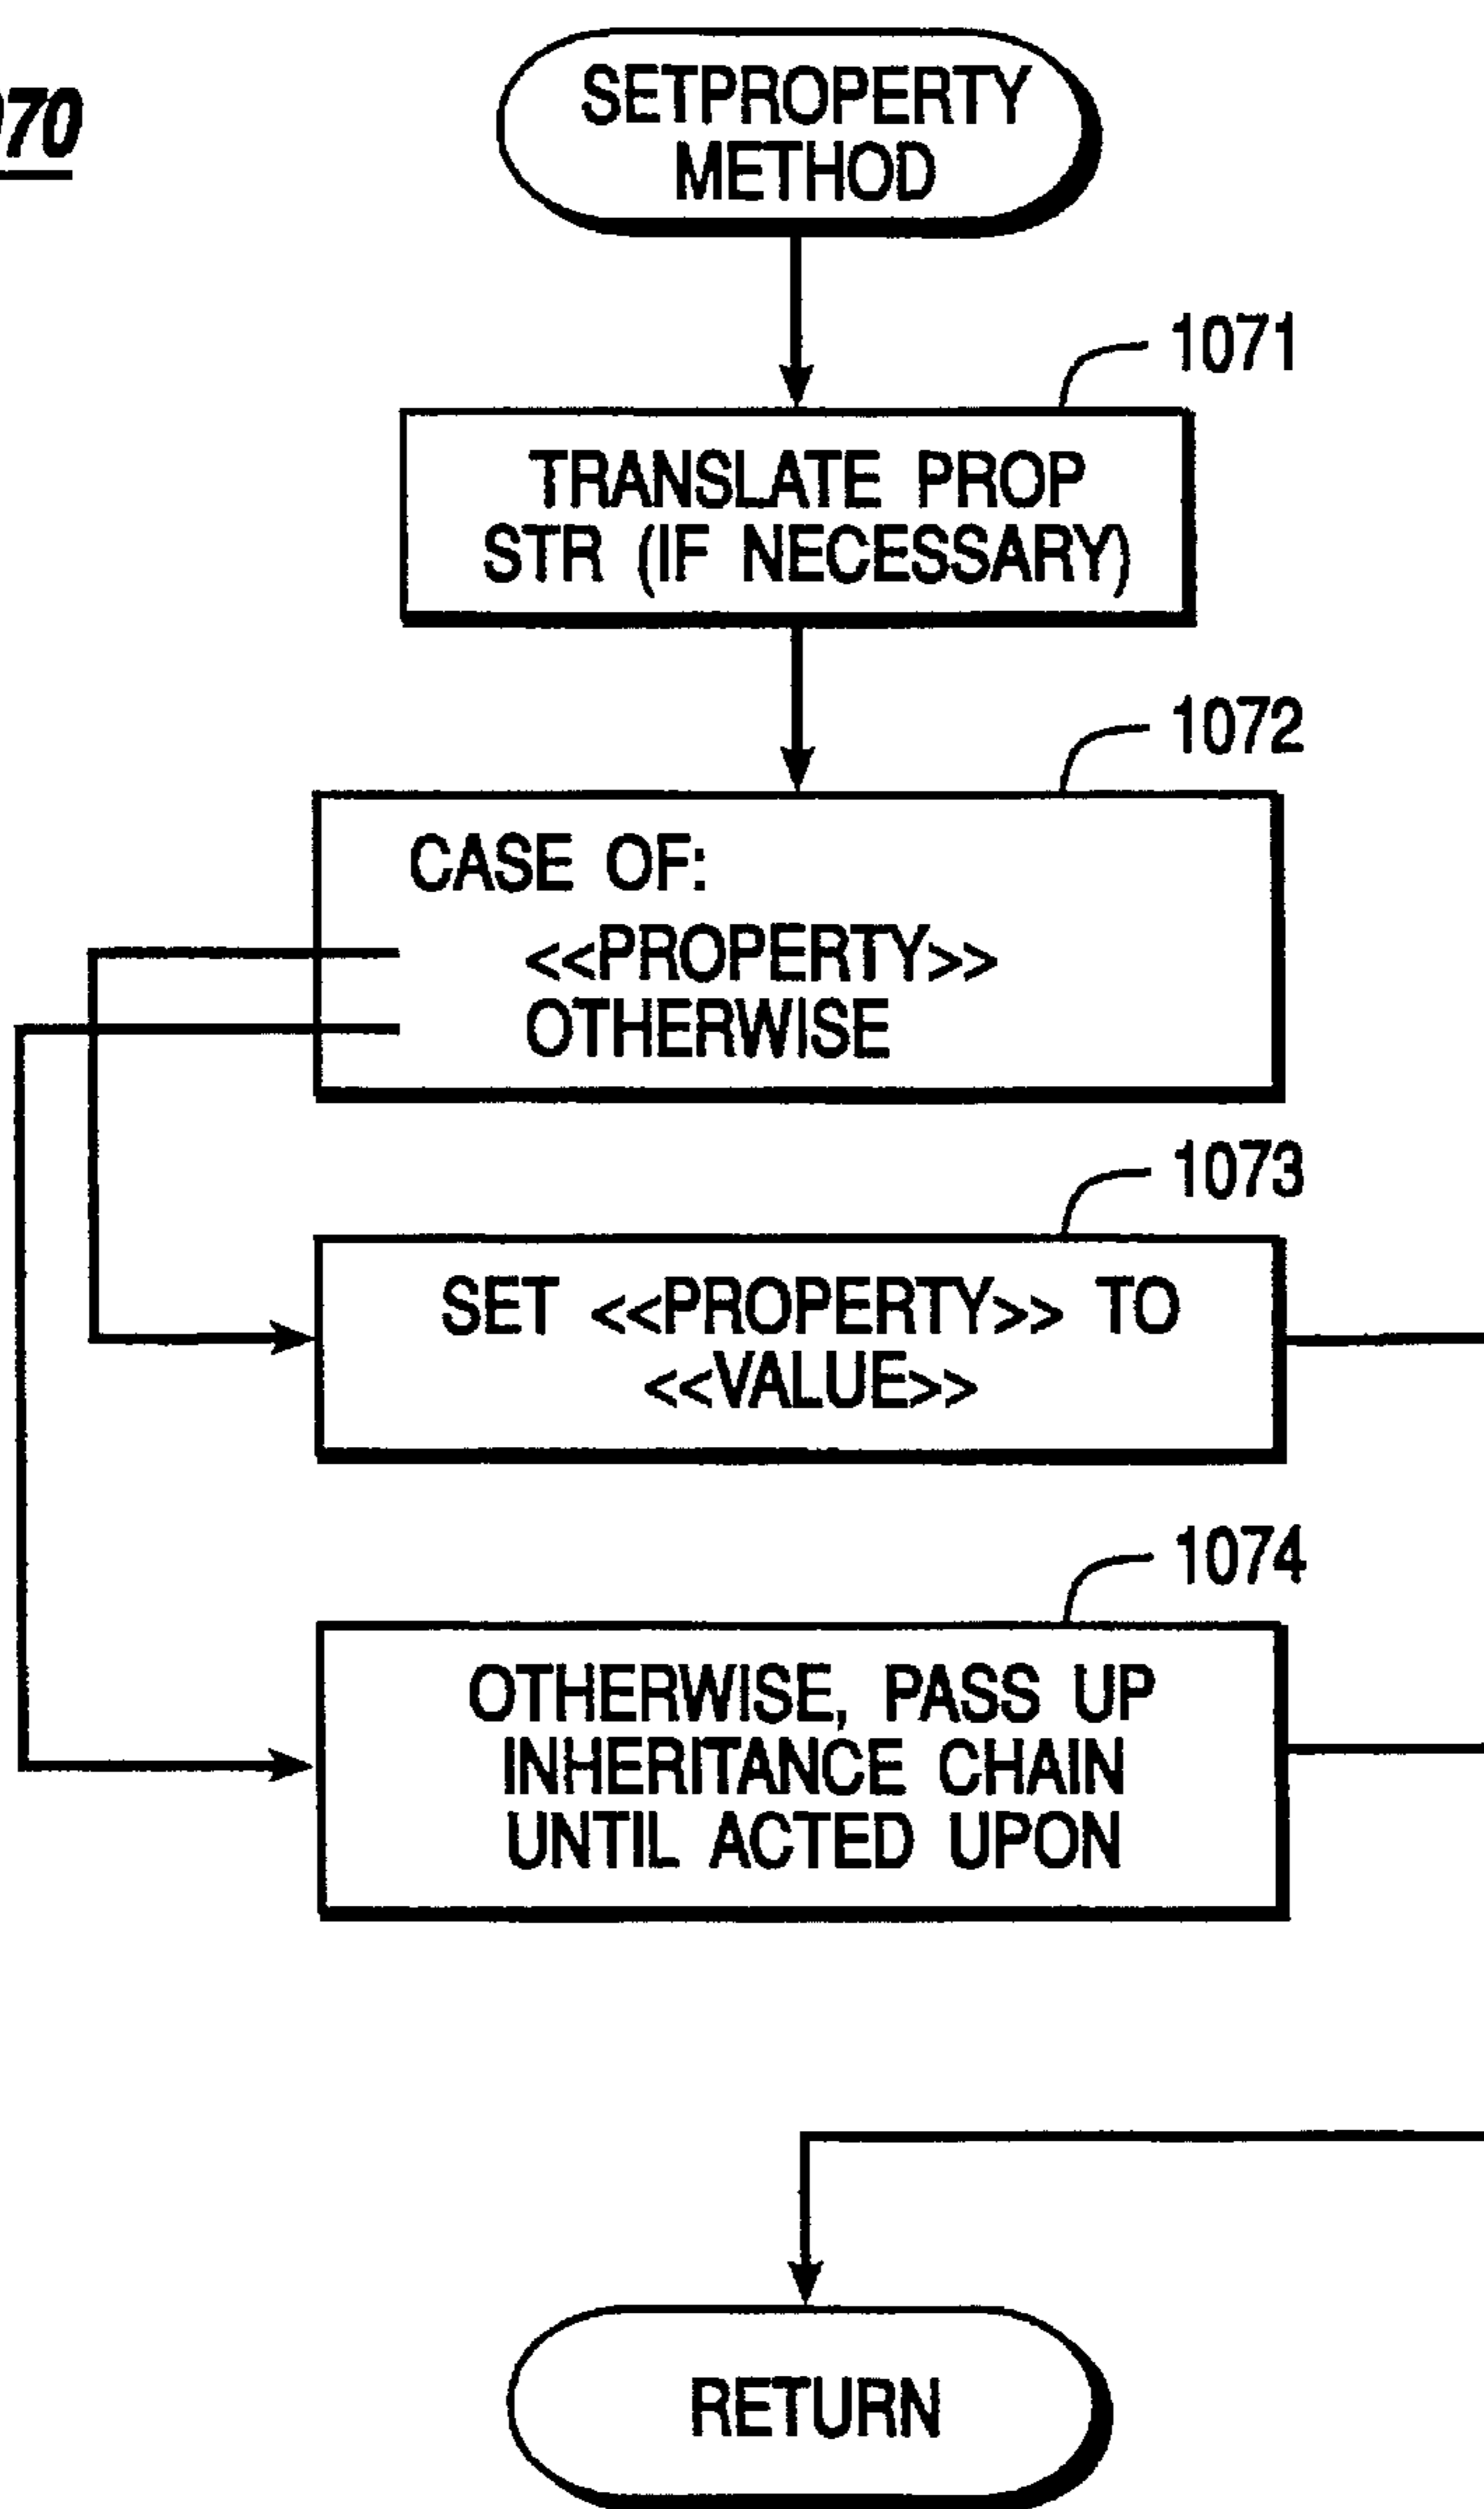 70
SETPROPERTY
METHOD
1071
TRANSLATE PROP
STR (IF NECESSARY)
1072
CASE OF:
<<PROPERTY>>
OTHERWISE
1073
SET <<PROPERTY>> TO
<<VALUE>>
1074
OTHERWISE, PASS UP
INHERITANCE CHAIN
UNTIL ACTED UPON
RETURN